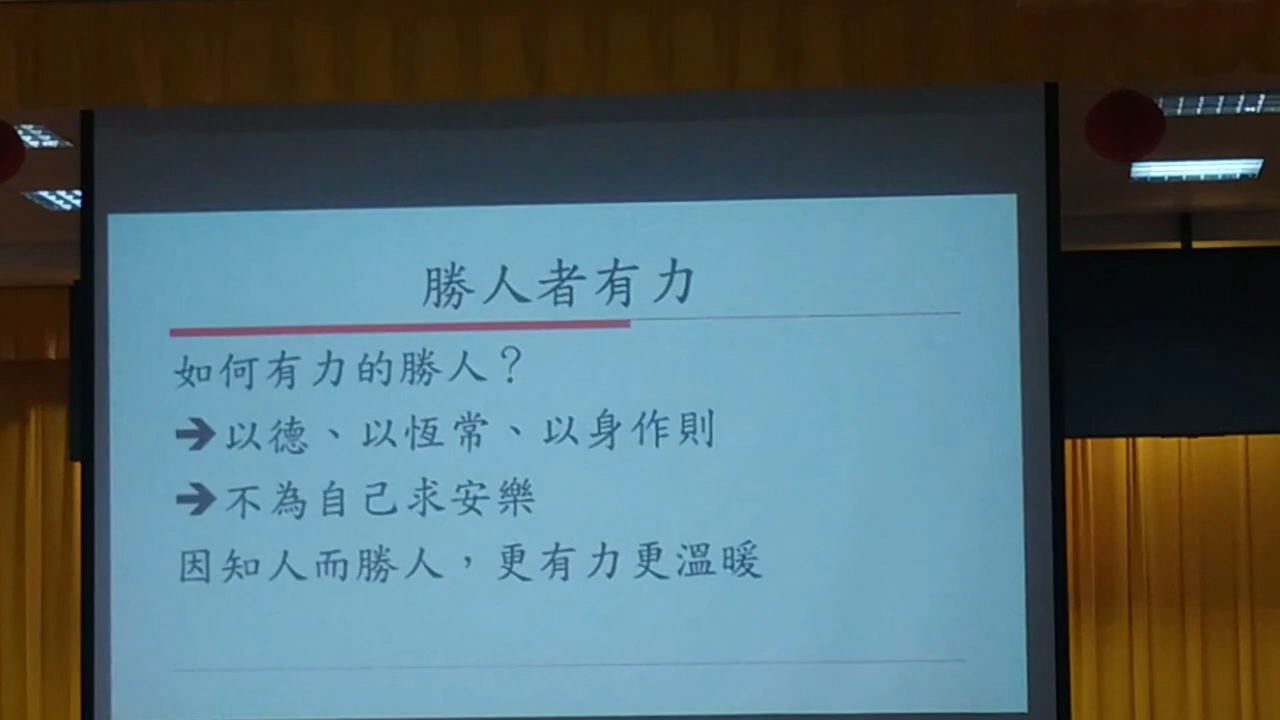 勝人者有力
如何有力的勝人？
➔以德、以恆常、以身作則
➔不為自己求安樂
因知人而勝人，更有力更溫暖